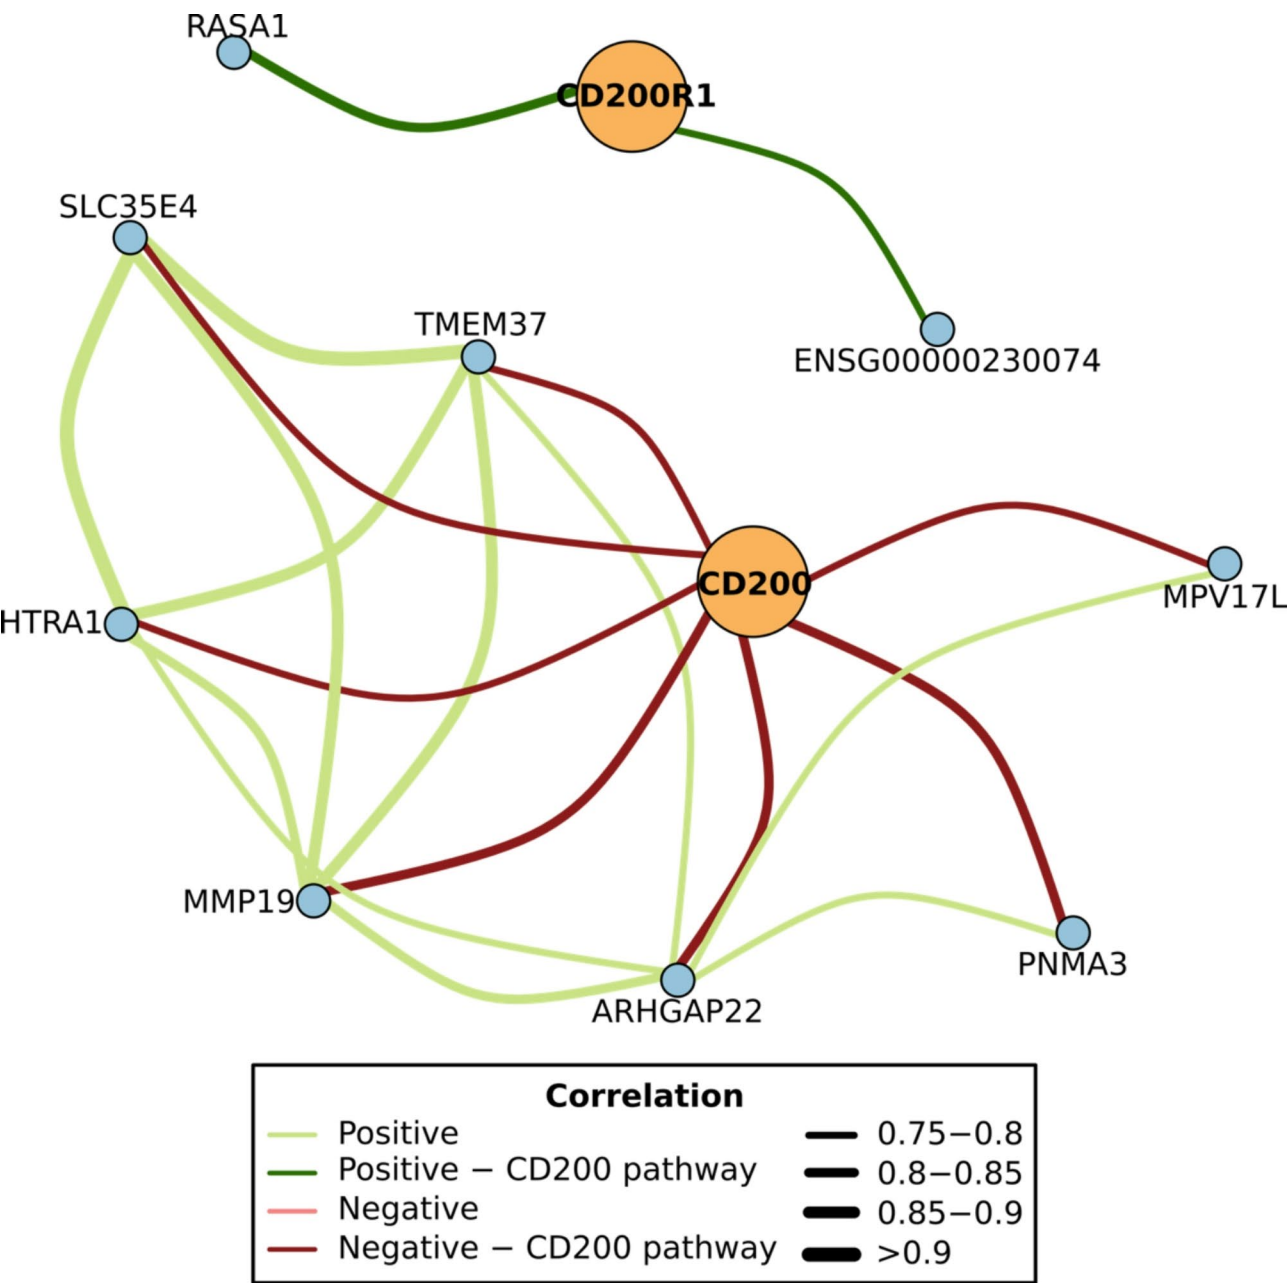 RASA1
CD200R1
SLC35E4
TMEM37
ENSG00000230074
CD200
MPV17L
HTRA1
MMP19
PNMA3
ARHGAP22
Correlation
Positive
0.75−0.8
Positive − CD200 pathway
0.8−0.85
Negative
0.85−0.9
Negative − CD200 pathway
>0.9